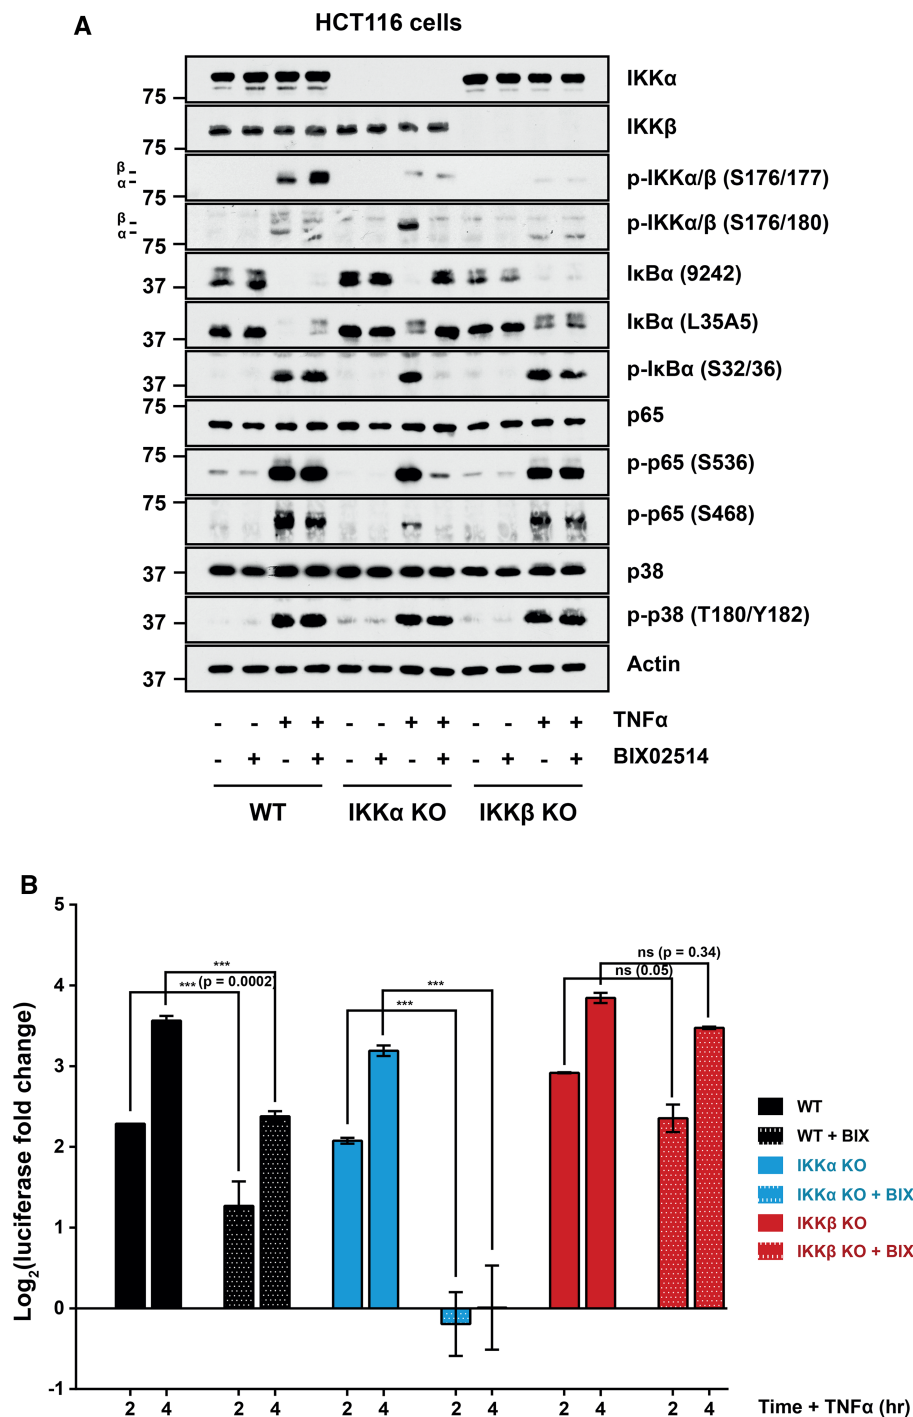 A
HCT116 cells
75
IKKα
75
IKKβ
β
α
75
p-IKKα/β (S176/177)
β
α
75
p-IKKα/β (S176/180)
37
IκBα (9242)
37
IκBα (L35A5)
37
p-IκBα (S32/36)
75
p65
75
p-p65 (S536)
75
p-p65 (S468)
37
p38
37
p-p38 (T180/Y182)
37
Actin
- - + + - - + + - - + + TNFα
- + - + - + - + - + - + BIX02514
WT IKKα KO IKKβ KO
B
Log2(luciferase fold change)
5
4
3
2
1
0
-1
***
*** (p = 0.0002)
***
***
ns (p = 0.34)
ns (0.05)
WT
WT + BIX
IKKα KO
IKKα KO + BIX
IKKβ KO
IKKβ KO + BIX
2 4 2 4 2 4 2 4 2 4 2 4 Time + TNFα (hr)